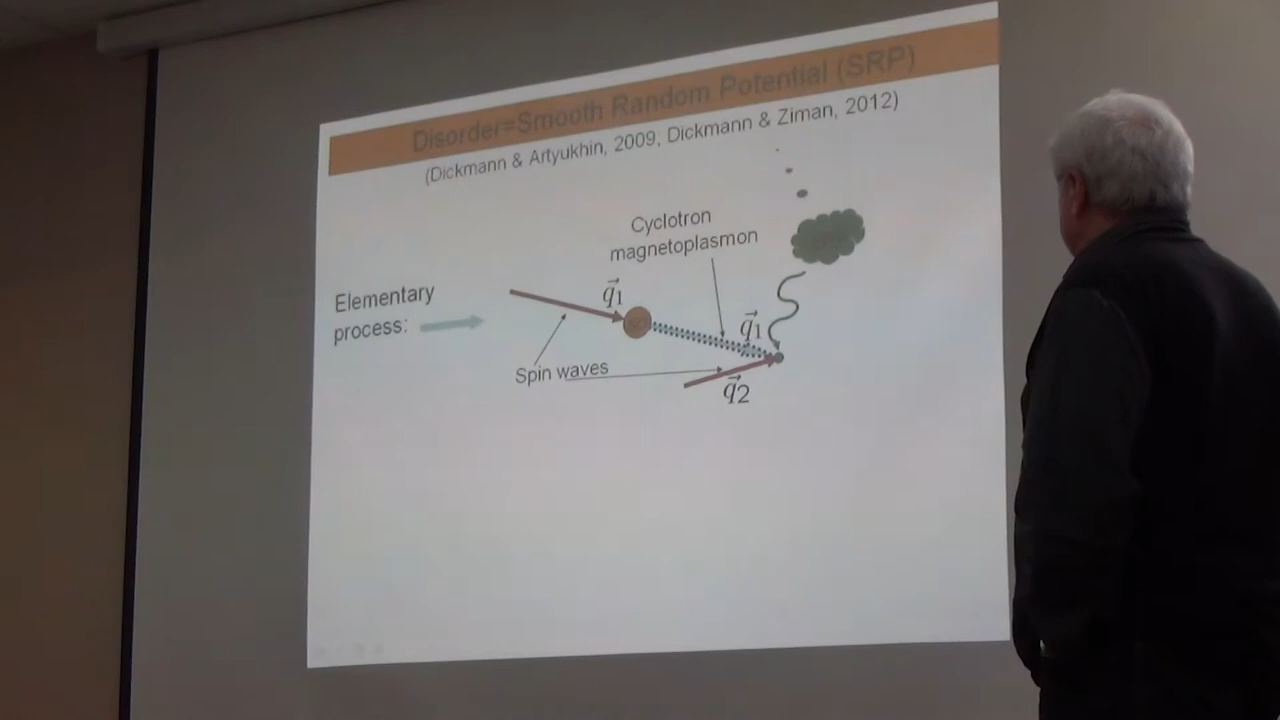 Disorder=Smooth Random Potential (SRP)
(Dickmann & Artyukhin, 2009; Dickmann & Ziman, 2012)
Cyclotron
magnetoplasmon
Elementary
process:
q⃗1
q⃗1
Spin waves
q⃗2